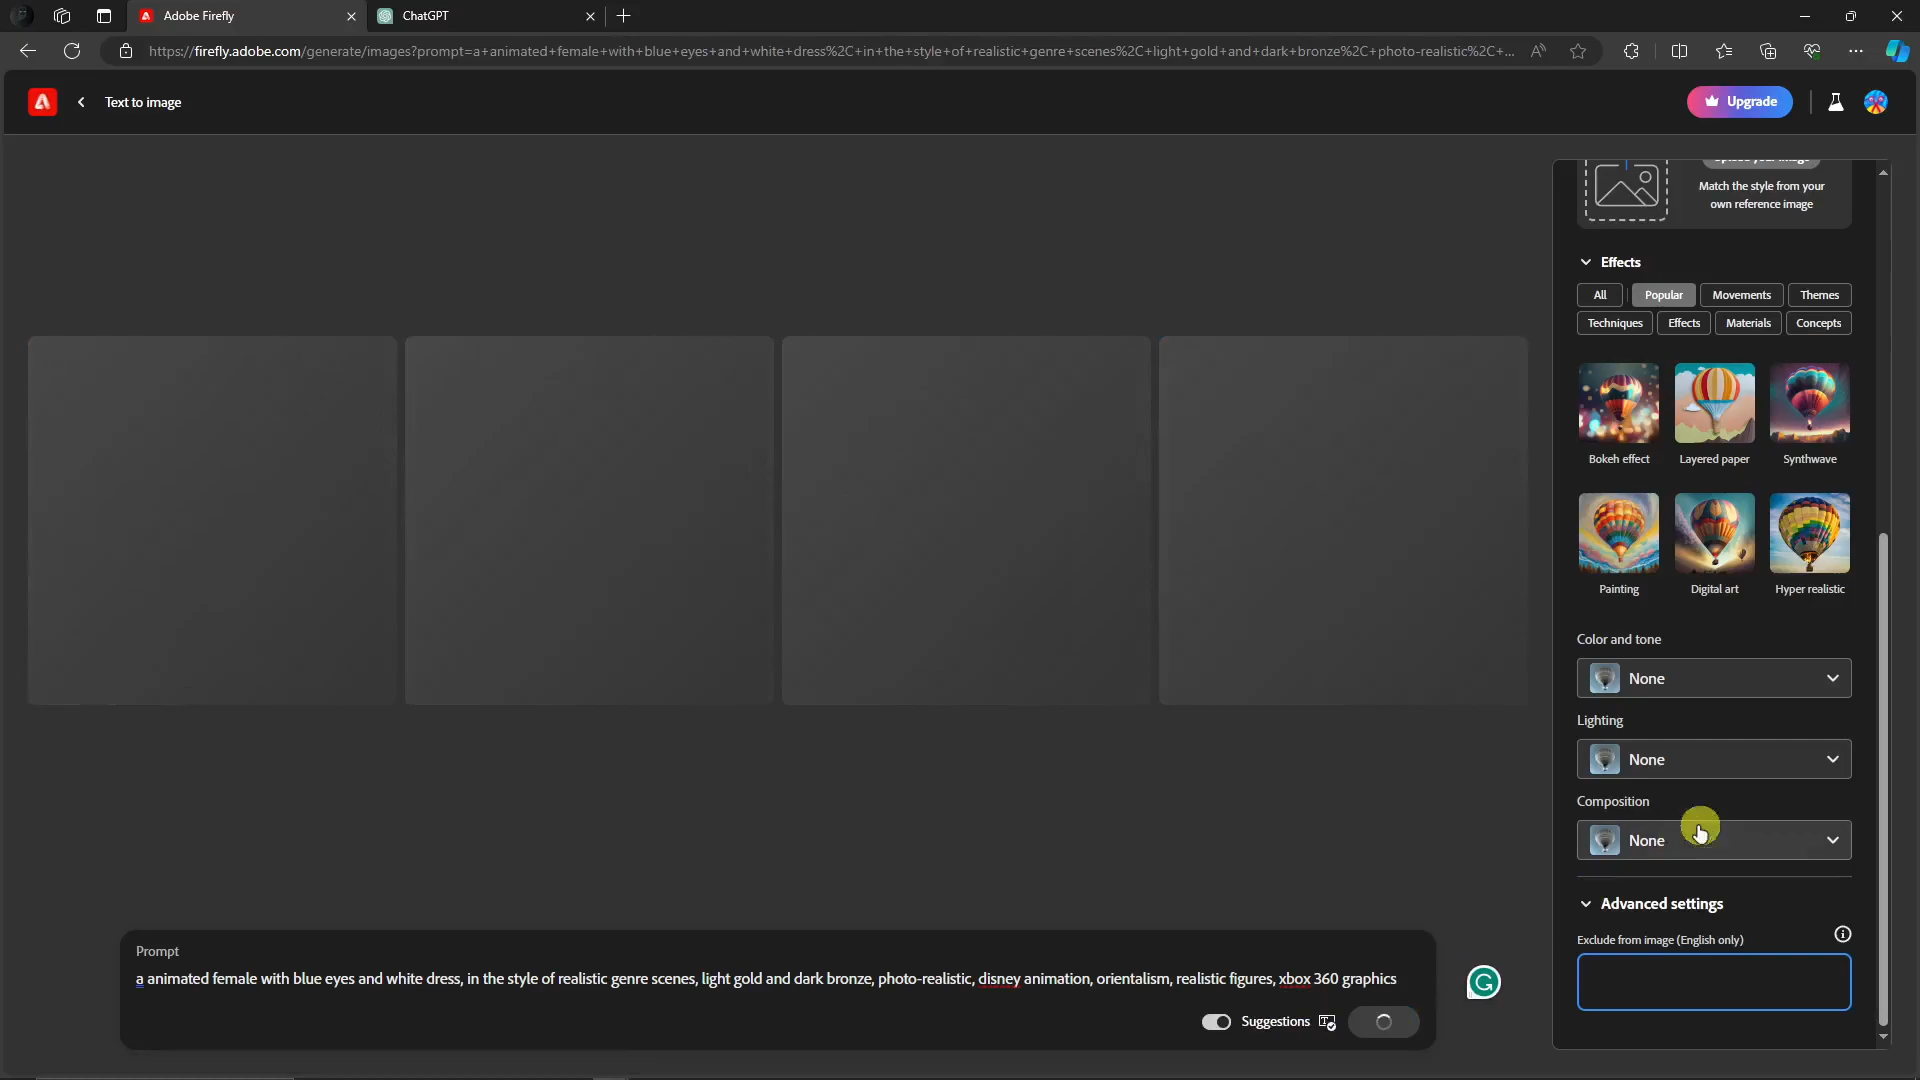 Adobe Firefly
ChatGPT
https://firefly.adobe.com/generate/images?prompt=a+animated+female+with+blue+eyes+and+white+dress%2C+in+the+style+of+realistic+genre+scenes%2C+light+gold+and+dark+bronze%2C+photo-realistic%2C+...
Text to image
Upgrade
Match the style from your
own reference image
Effects
All Popular Movements Themes
Techniques Effects Materials Concepts
Bokeh effect Layered paper Synthwave
Painting Digital art Hyper realistic
Color and tone
None
Lighting
None
Composition
None
Advanced settings
Exclude from image (English only)
Prompt
a animated female with blue eyes and white dress, in the style of realistic genre scenes, light gold and dark bronze, photo-realistic, disney animation, orientalism, realistic figures, xbox 360 graphics
Suggestions